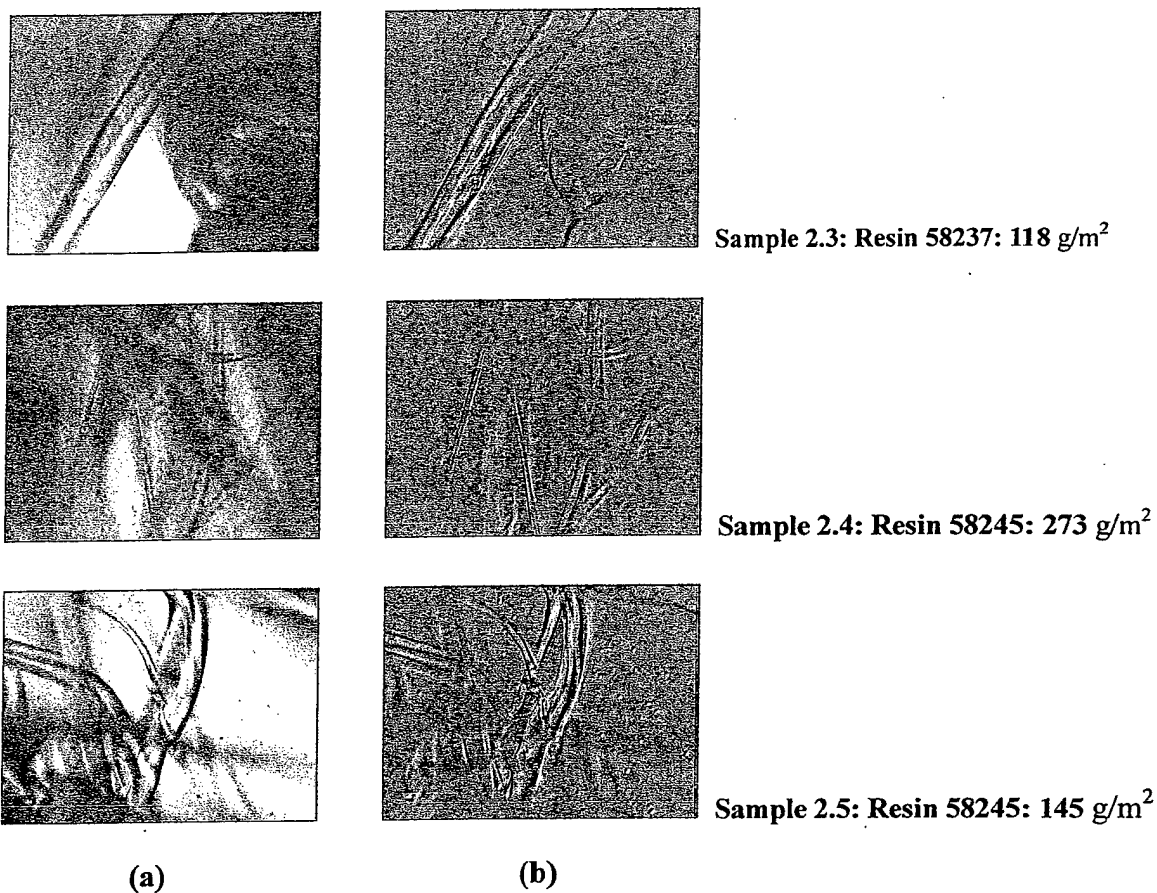 Sample 2.3: Resin 58237: 118 g/m²
Sample 2.4: Resin 58245: 273 g/m²
Sample 2.5: Resin 58245: 145 g/m²
(a) (b)